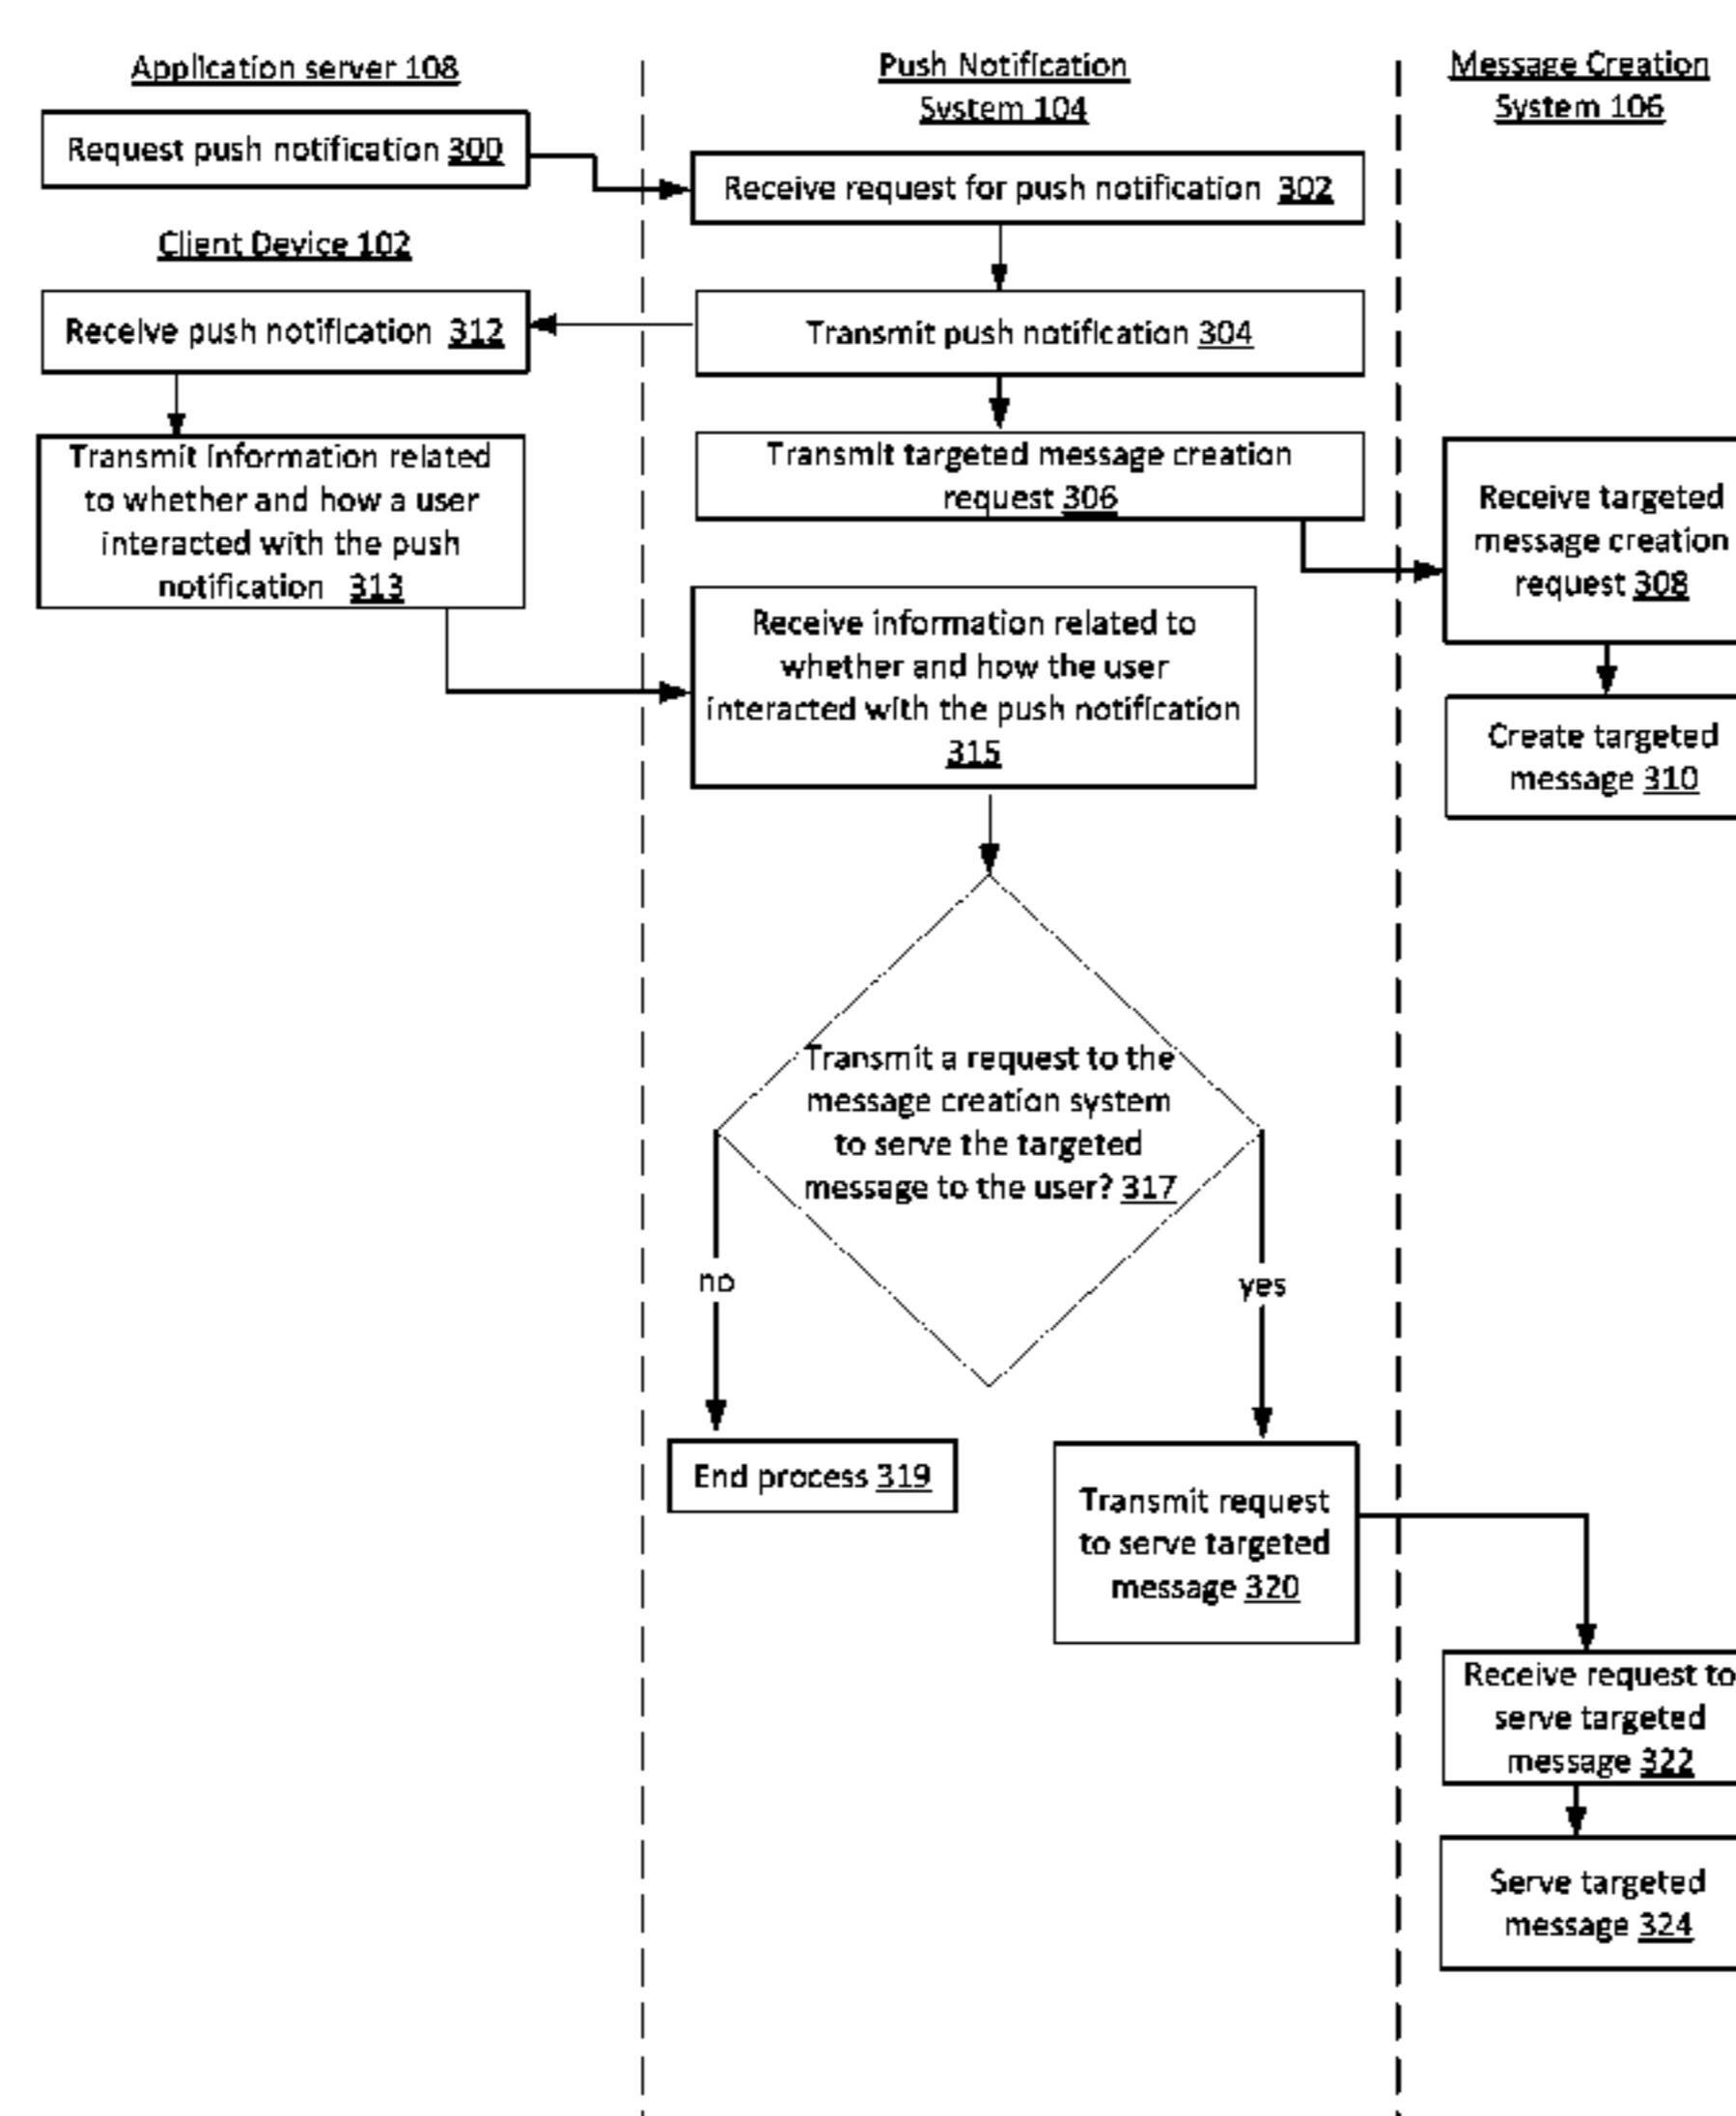 Application server 108
Request push notification 300
Client Device 102
Receive push notification 312
Transmit information related
to whether and how a user
interacted with the push
notification 313
Push Notification
System 104
Receive request for push notification 302
Transmit push notification 304
Transmit targeted message creation
request 306
Receive information related to
whether and how the user
interacted with the push notification
315
Transmit a request to the
message creation system
to serve the targeted
message to the user? 317
no
yes
End process 319
Transmit request
to serve targeted
message 320
Message Creation
System 106
Receive targeted
message creation
request 308
Create targeted
message 310
Receive request to
serve targeted
message 322
Serve targeted
message 324